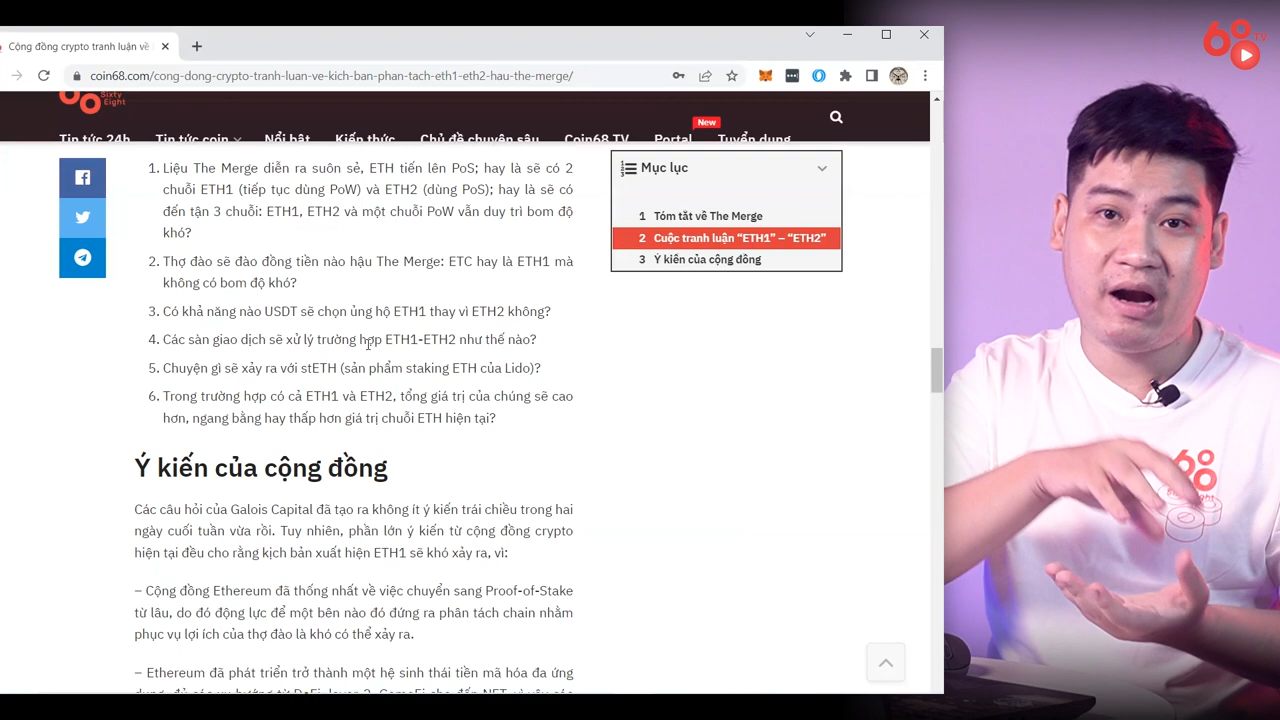 Cộng đồng crypto tranh luận về
coin68.com/cong-dong-crypto-tranh-luan-ve-kich-ban-phan-tach-eth1-eth2-hau-the-merge/
68 TV
Sixty
Eight
New
Tin tức 24h Tin tức coin Nổi bật Kiến thức Chủ đề chuyên sâu Coin68 TV Portal Tuyển dụng
1. Liệu The Merge diễn ra suôn sẻ, ETH tiến lên PoS; hay là sẽ có 2
chuỗi ETH1 (tiếp tục dùng PoW) và ETH2 (dùng PoS); hay là sẽ có
đến tận 3 chuỗi: ETH1, ETH2 và một chuỗi PoW vẫn duy trì bom độ
khó?
2. Thợ đào sẽ đào đồng tiền nào hậu The Merge: ETC hay là ETH1 mà
không có bom độ khó?
3. Có khả năng nào USDT sẽ chọn ủng hộ ETH1 thay vì ETH2 không?
4. Các sàn giao dịch sẽ xử lý trường hợp ETH1-ETH2 như thế nào?
5. Chuyện gì sẽ xảy ra với stETH (sản phẩm staking ETH của Lido)?
6. Trong trường hợp có cả ETH1 và ETH2, tổng giá trị của chúng sẽ cao
hơn, ngang bằng hay thấp hơn giá trị chuỗi ETH hiện tại?
Mục lục
1 Tóm tắt về The Merge
2 Cuộc tranh luận “ETH1” – “ETH2”
3 Ý kiến của cộng đồng
Ý kiến của cộng đồng
Các câu hỏi của Galois Capital đã tạo ra không ít ý kiến trái chiều trong hai
ngày cuối tuần vừa rồi. Tuy nhiên, phần lớn ý kiến từ cộng đồng crypto
hiện tại đều cho rằng kịch bản xuất hiện ETH1 sẽ khó xảy ra, vì:
– Cộng đồng Ethereum đã thống nhất về việc chuyển sang Proof-of-Stake
từ lâu, do đó động lực để một bên nào đó đứng ra phân tách chain nhằm
phục vụ lợi ích của thợ đào là khó có thể xảy ra.
– Ethereum đã phát triển trở thành một hệ sinh thái tiền mã hóa đa ứng
68